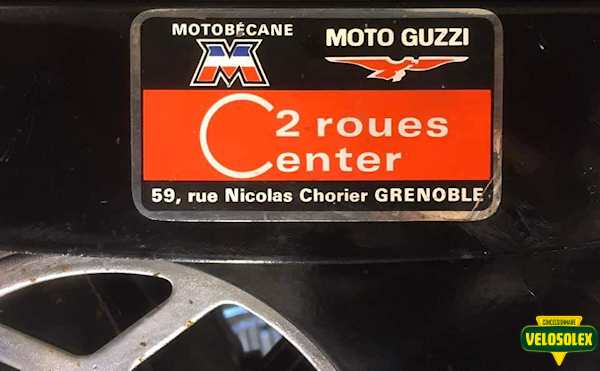 MOTOBÉCANE
M
MOTO GUZZI
C 2 roues
Center
59, rue Nicolas Chorier GRENOBLE
CONCESSIONNAIRE
VELOSOLEX